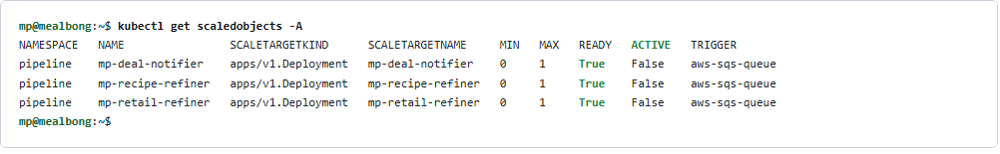 mp@mealbong:~$ kubectl get scaledobjects -A
NAMESPACE   NAME                SCALETARGETKIND      SCALETARGETNAME     MIN   MAX   READY   ACTIVE   TRIGGER
pipeline    mp-deal-notifier    apps/v1.Deployment   mp-deal-notifier    0     1     True    False    aws-sqs-queue
pipeline    mp-recipe-refiner   apps/v1.Deployment   mp-recipe-refiner   0     1     True    False    aws-sqs-queue
pipeline    mp-retail-refiner   apps/v1.Deployment   mp-retail-refiner   0     1     True    False    aws-sqs-queue
mp@mealbong:~$